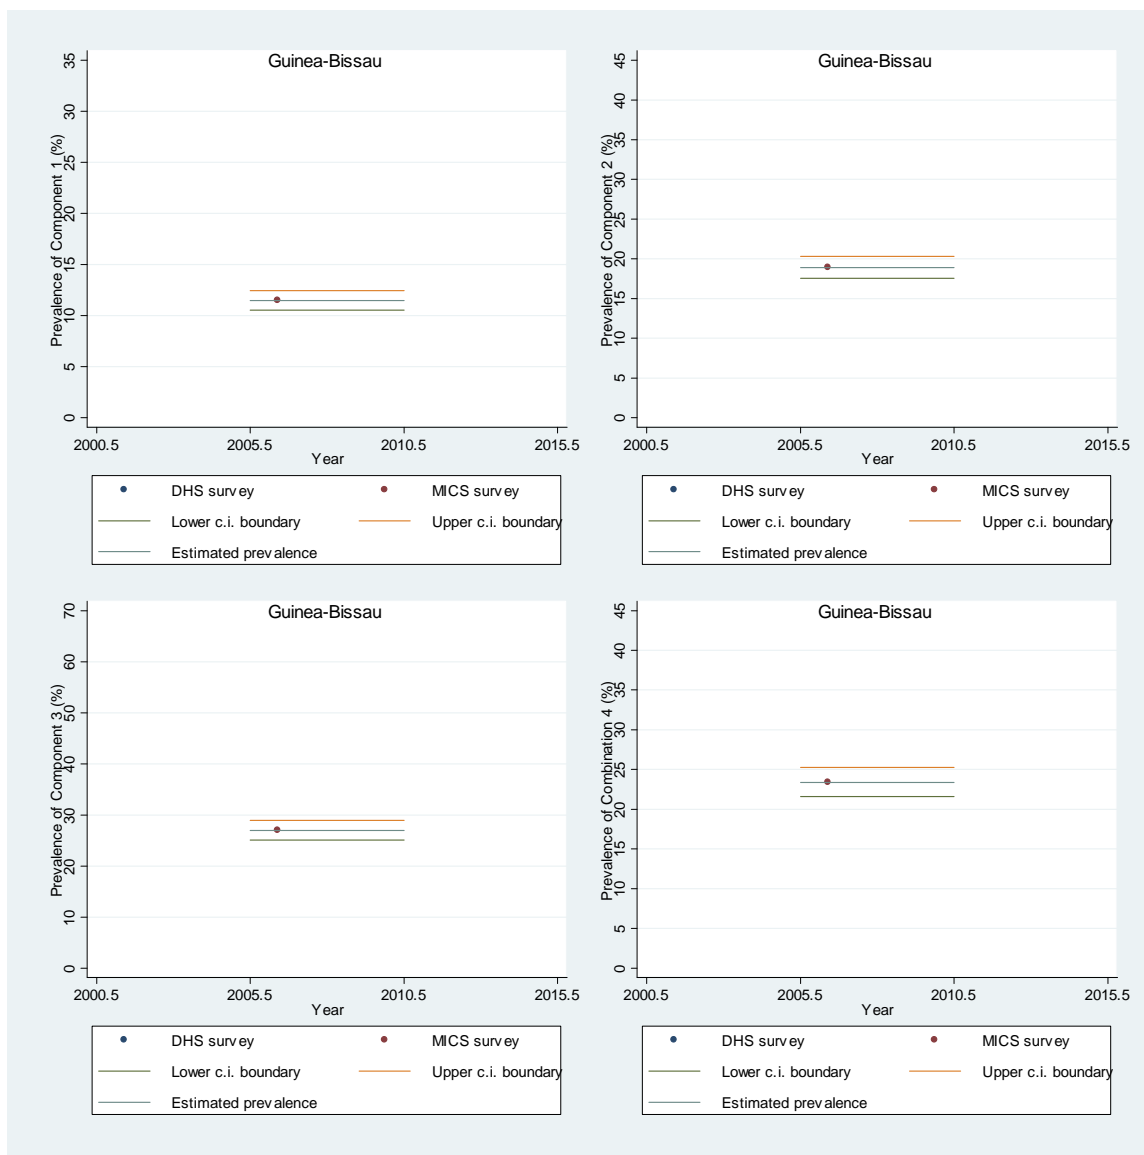 Guinea-Bissau
Prevalence of Component 1 (%)
35
30
25
20
15
10
5
0
2000.5 2005.5 2010.5 2015.5
Year
DHS survey MICS survey
Lower c.i. boundary Upper c.i. boundary
Estimated prevalence
Guinea-Bissau
Prevalence of Component 2 (%)
45
40
35
30
25
20
15
10
5
0
2000.5 2005.5 2010.5 2015.5
Year
DHS survey MICS survey
Lower c.i. boundary Upper c.i. boundary
Estimated prevalence
Guinea-Bissau
Prevalence of Component 3 (%)
70
60
50
40
30
20
10
0
2000.5 2005.5 2010.5 2015.5
Year
DHS survey MICS survey
Lower c.i. boundary Upper c.i. boundary
Estimated prevalence
Guinea-Bissau
Prevalence of Combination 4 (%)
45
40
35
30
25
20
15
10
5
0
2000.5 2005.5 2010.5 2015.5
Year
DHS survey MICS survey
Lower c.i. boundary Upper c.i. boundary
Estimated prevalence